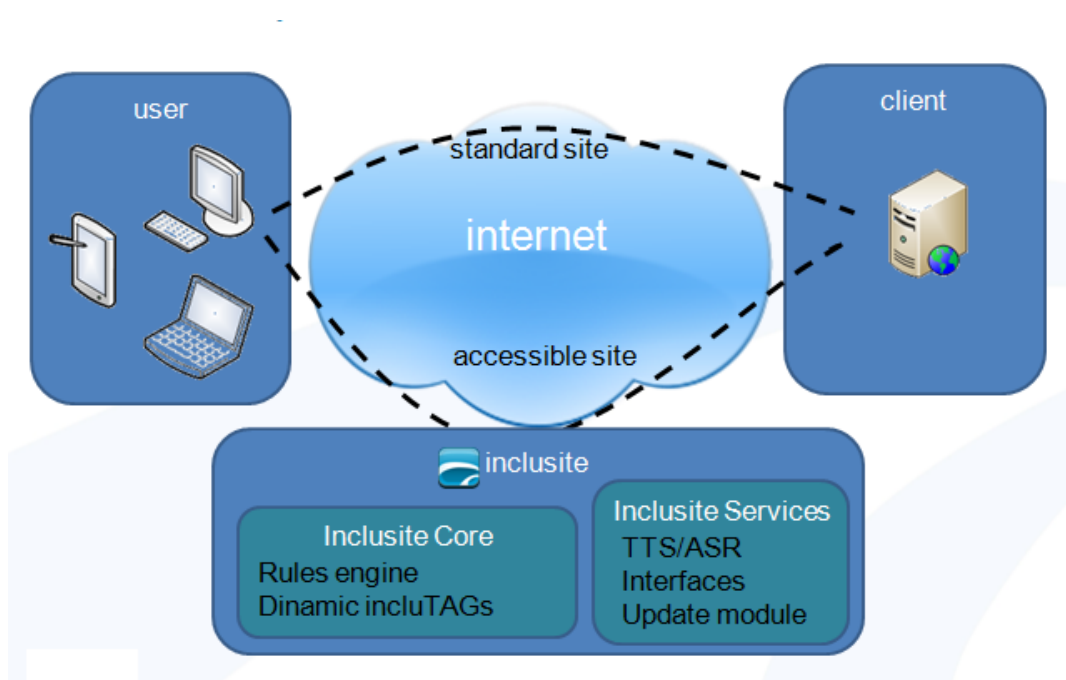 user
client
standard site
internet
accessible site
inclusite
Inclusite Core
Rules engine
Dinamic incluTAGs
Inclusite Services
TTS/ASR
Interfaces
Update module